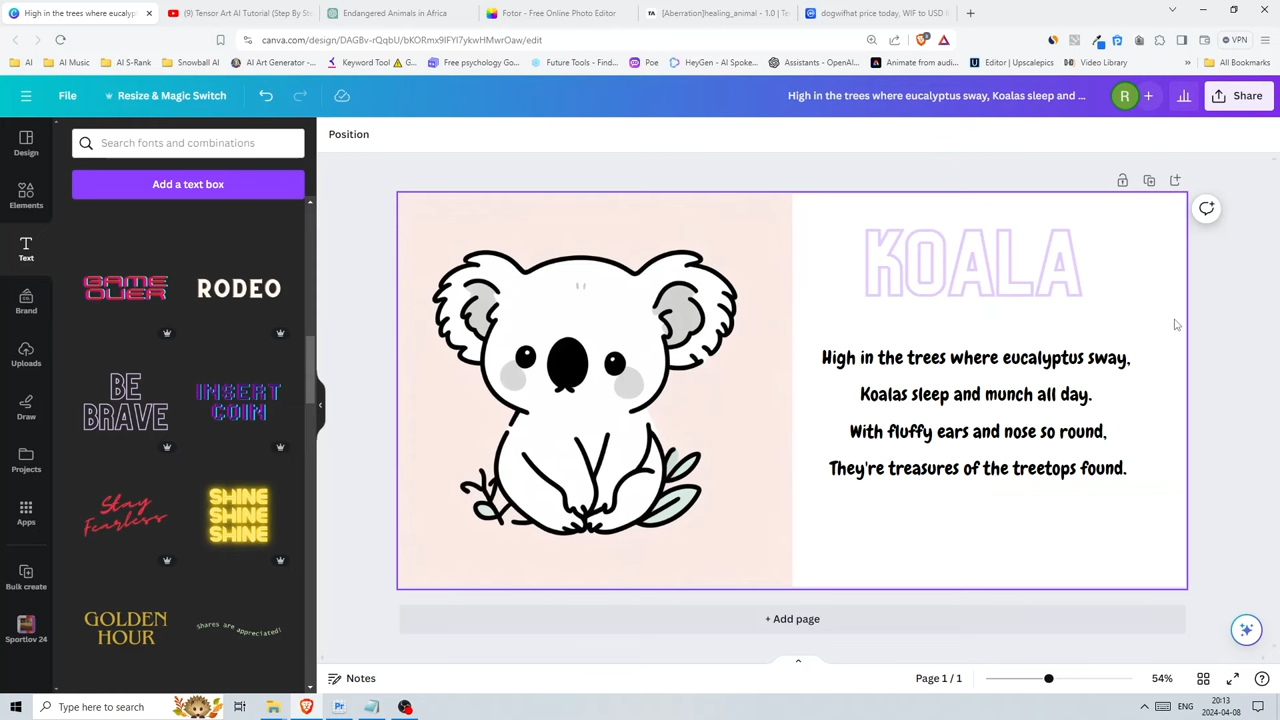 High in the trees where eucalyp
(9) Tensor Art AI Tutorial (Step By Ste
Endangered Animals in Africa
Fotor - Free Online Photo Editor
[Aberration]healing_animal - 1.0 | Te
dogwifhat price today, WIF to USD li
canva.com/design/DAGBv-rQqbU/bKORmx9IFYI7ykwHMwrOaw/edit
VPN
AI
AI Music
AI S-Rank
Snowball AI
AI Art Generator -...
Keyword Tool
G...
Free psychology Go...
Future Tools - Find...
Poe
HeyGen - AI Spoke...
Assistants - OpenAI...
Animate from audio...
Editor | Upscalepics
Video Library
»
All Bookmarks
File
Resize & Magic Switch
High in the trees where eucalyptus sway, Koalas sleep and ...
R
Share
Design
Elements
Text
Brand
Uploads
Draw
Projects
Apps
Bulk create
Sportlov 24
Search fonts and combinations
Add a text box
GAME
OVER
RODEO
BE
BRAVE
INSERT
COIN
Stay
Fearless
SHINE
SHINE
SHINE
GOLDEN
HOUR
shares are appreciated!
Position
KOALA
High in the trees where eucalyptus sway,
Koalas sleep and munch all day.
With fluffy ears and nose so round,
They're treasures of the treetops found.
+ Add page
Notes
Page 1 / 1
54%
Type here to search
Pr
ENG
20:13
2024-04-08